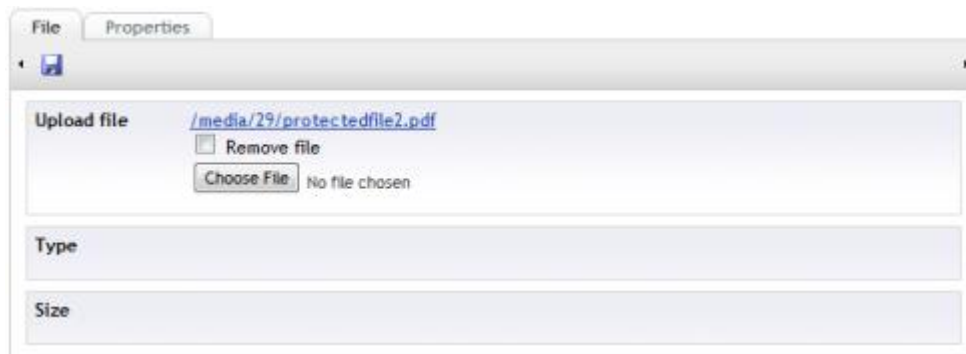 File Properties
Upload file /media/29/protectedfile2.pdf
Remove file
Choose File No file chosen
Type
Size